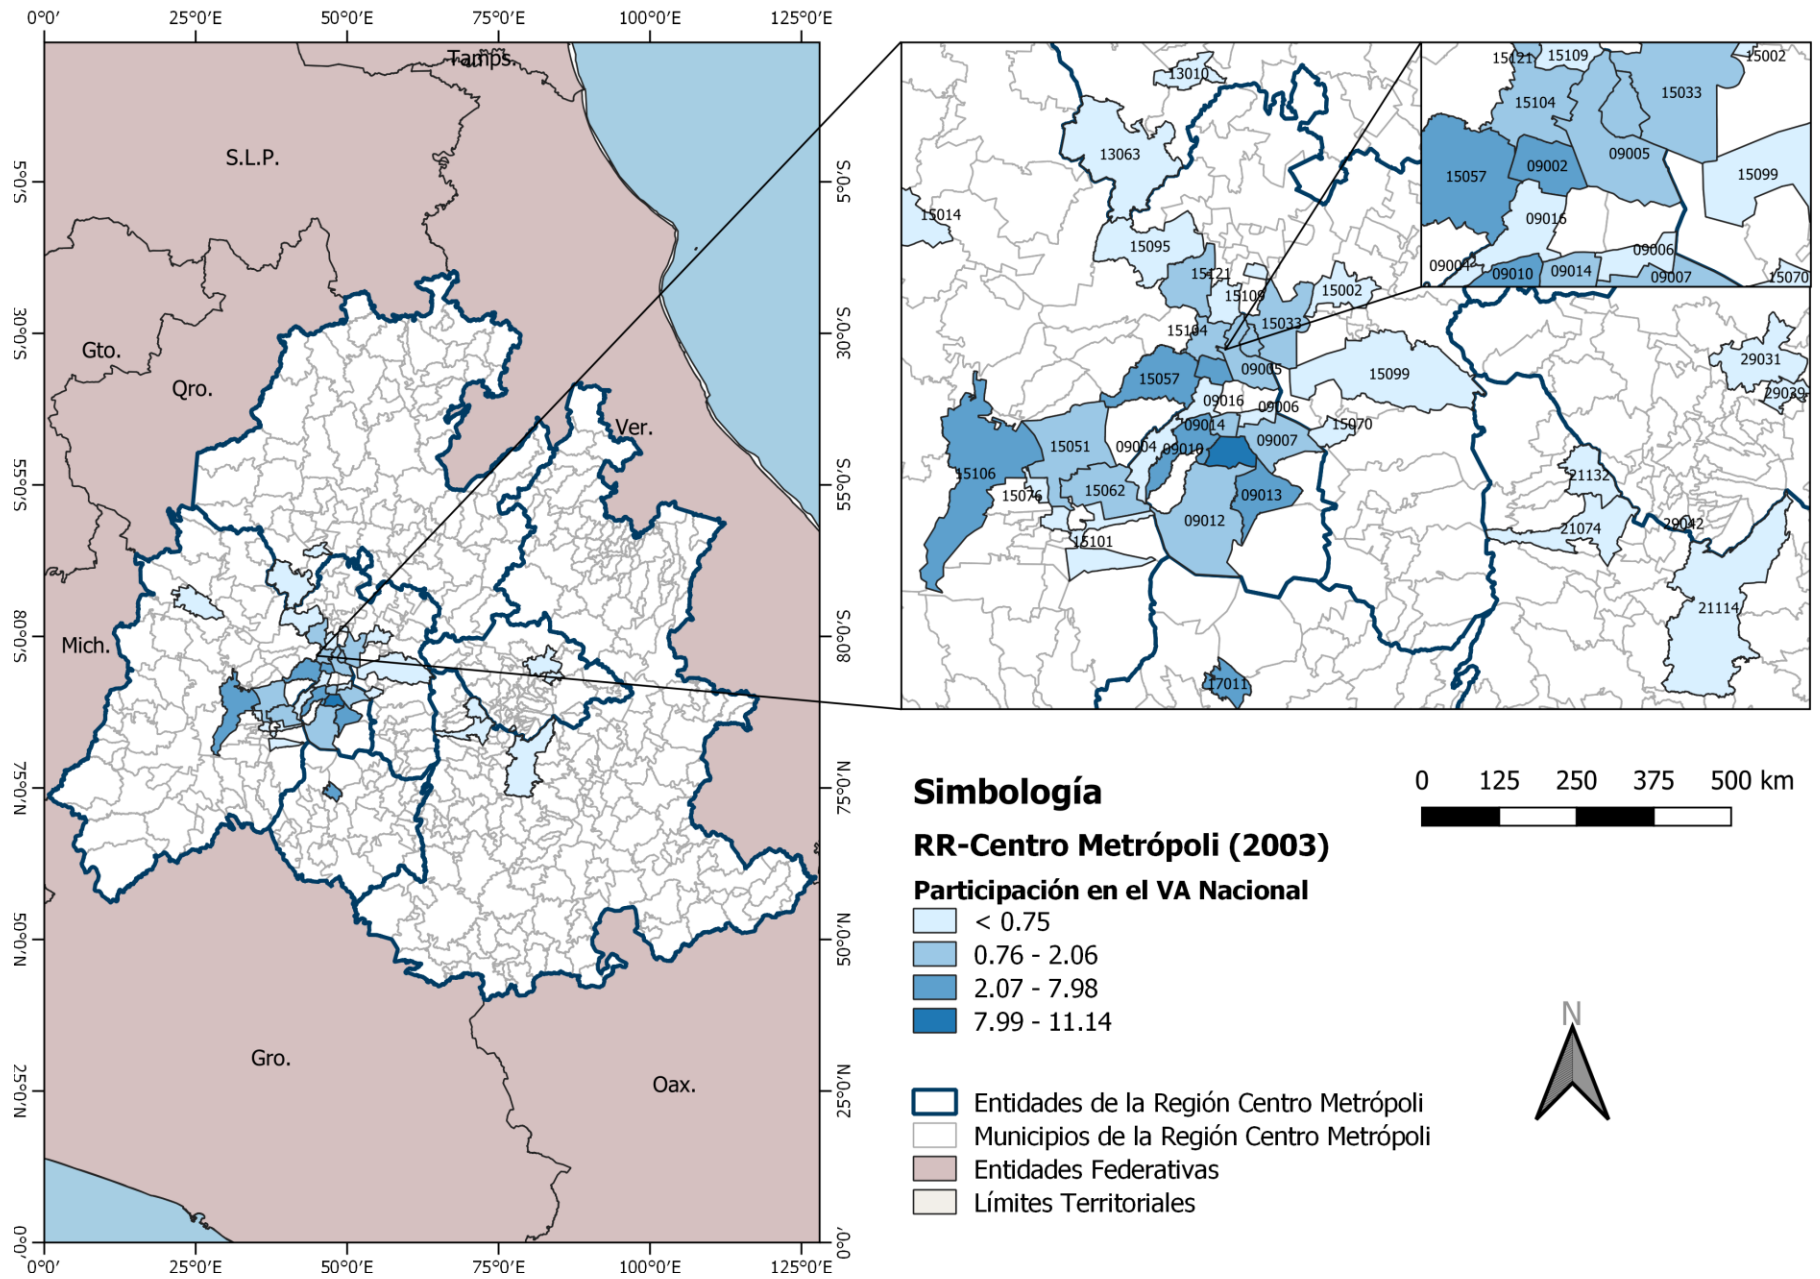 0°0′ 25°0′E 50°0′E 75°0′E 100°0′E 125°0′E
5°0′S 30°0′S 55°0′S 80°0′S 75°0′N 50°0′N 25°0′N 0°0′
Tamps.
S.L.P.
Gto.
Qro.
Ver.
Mich.
Gro.
Oax.
5°0′S 30°0′S 55°0′S 80°0′S 75°0′N 50°0′N 25°0′N 0°0′
0°0′ 25°0′E 50°0′E 75°0′E 100°0′E 125°0′E
13010
13063
15014
15095
15121
15109
15002
15104
15033
15057
09005
15099
09016
09006
15070
09014
15051
09004
09010
09007
15106
15076
15062
09013
09012
15101
17011
29031
29039
21132
21074
29042
21114
15121
15109
15002
15104
15033
09005
09002
15057
15099
09016
09006
09004
09010
09014
09007
15070
Simbología
RR-Centro Metrópoli (2003)
Participación en el VA Nacional
< 0.75
0.76 - 2.06
2.07 - 7.98
7.99 - 11.14
Entidades de la Región Centro Metrópoli
Municipios de la Región Centro Metrópoli
Entidades Federativas
Límites Territoriales
0 125 250 375 500 km
N